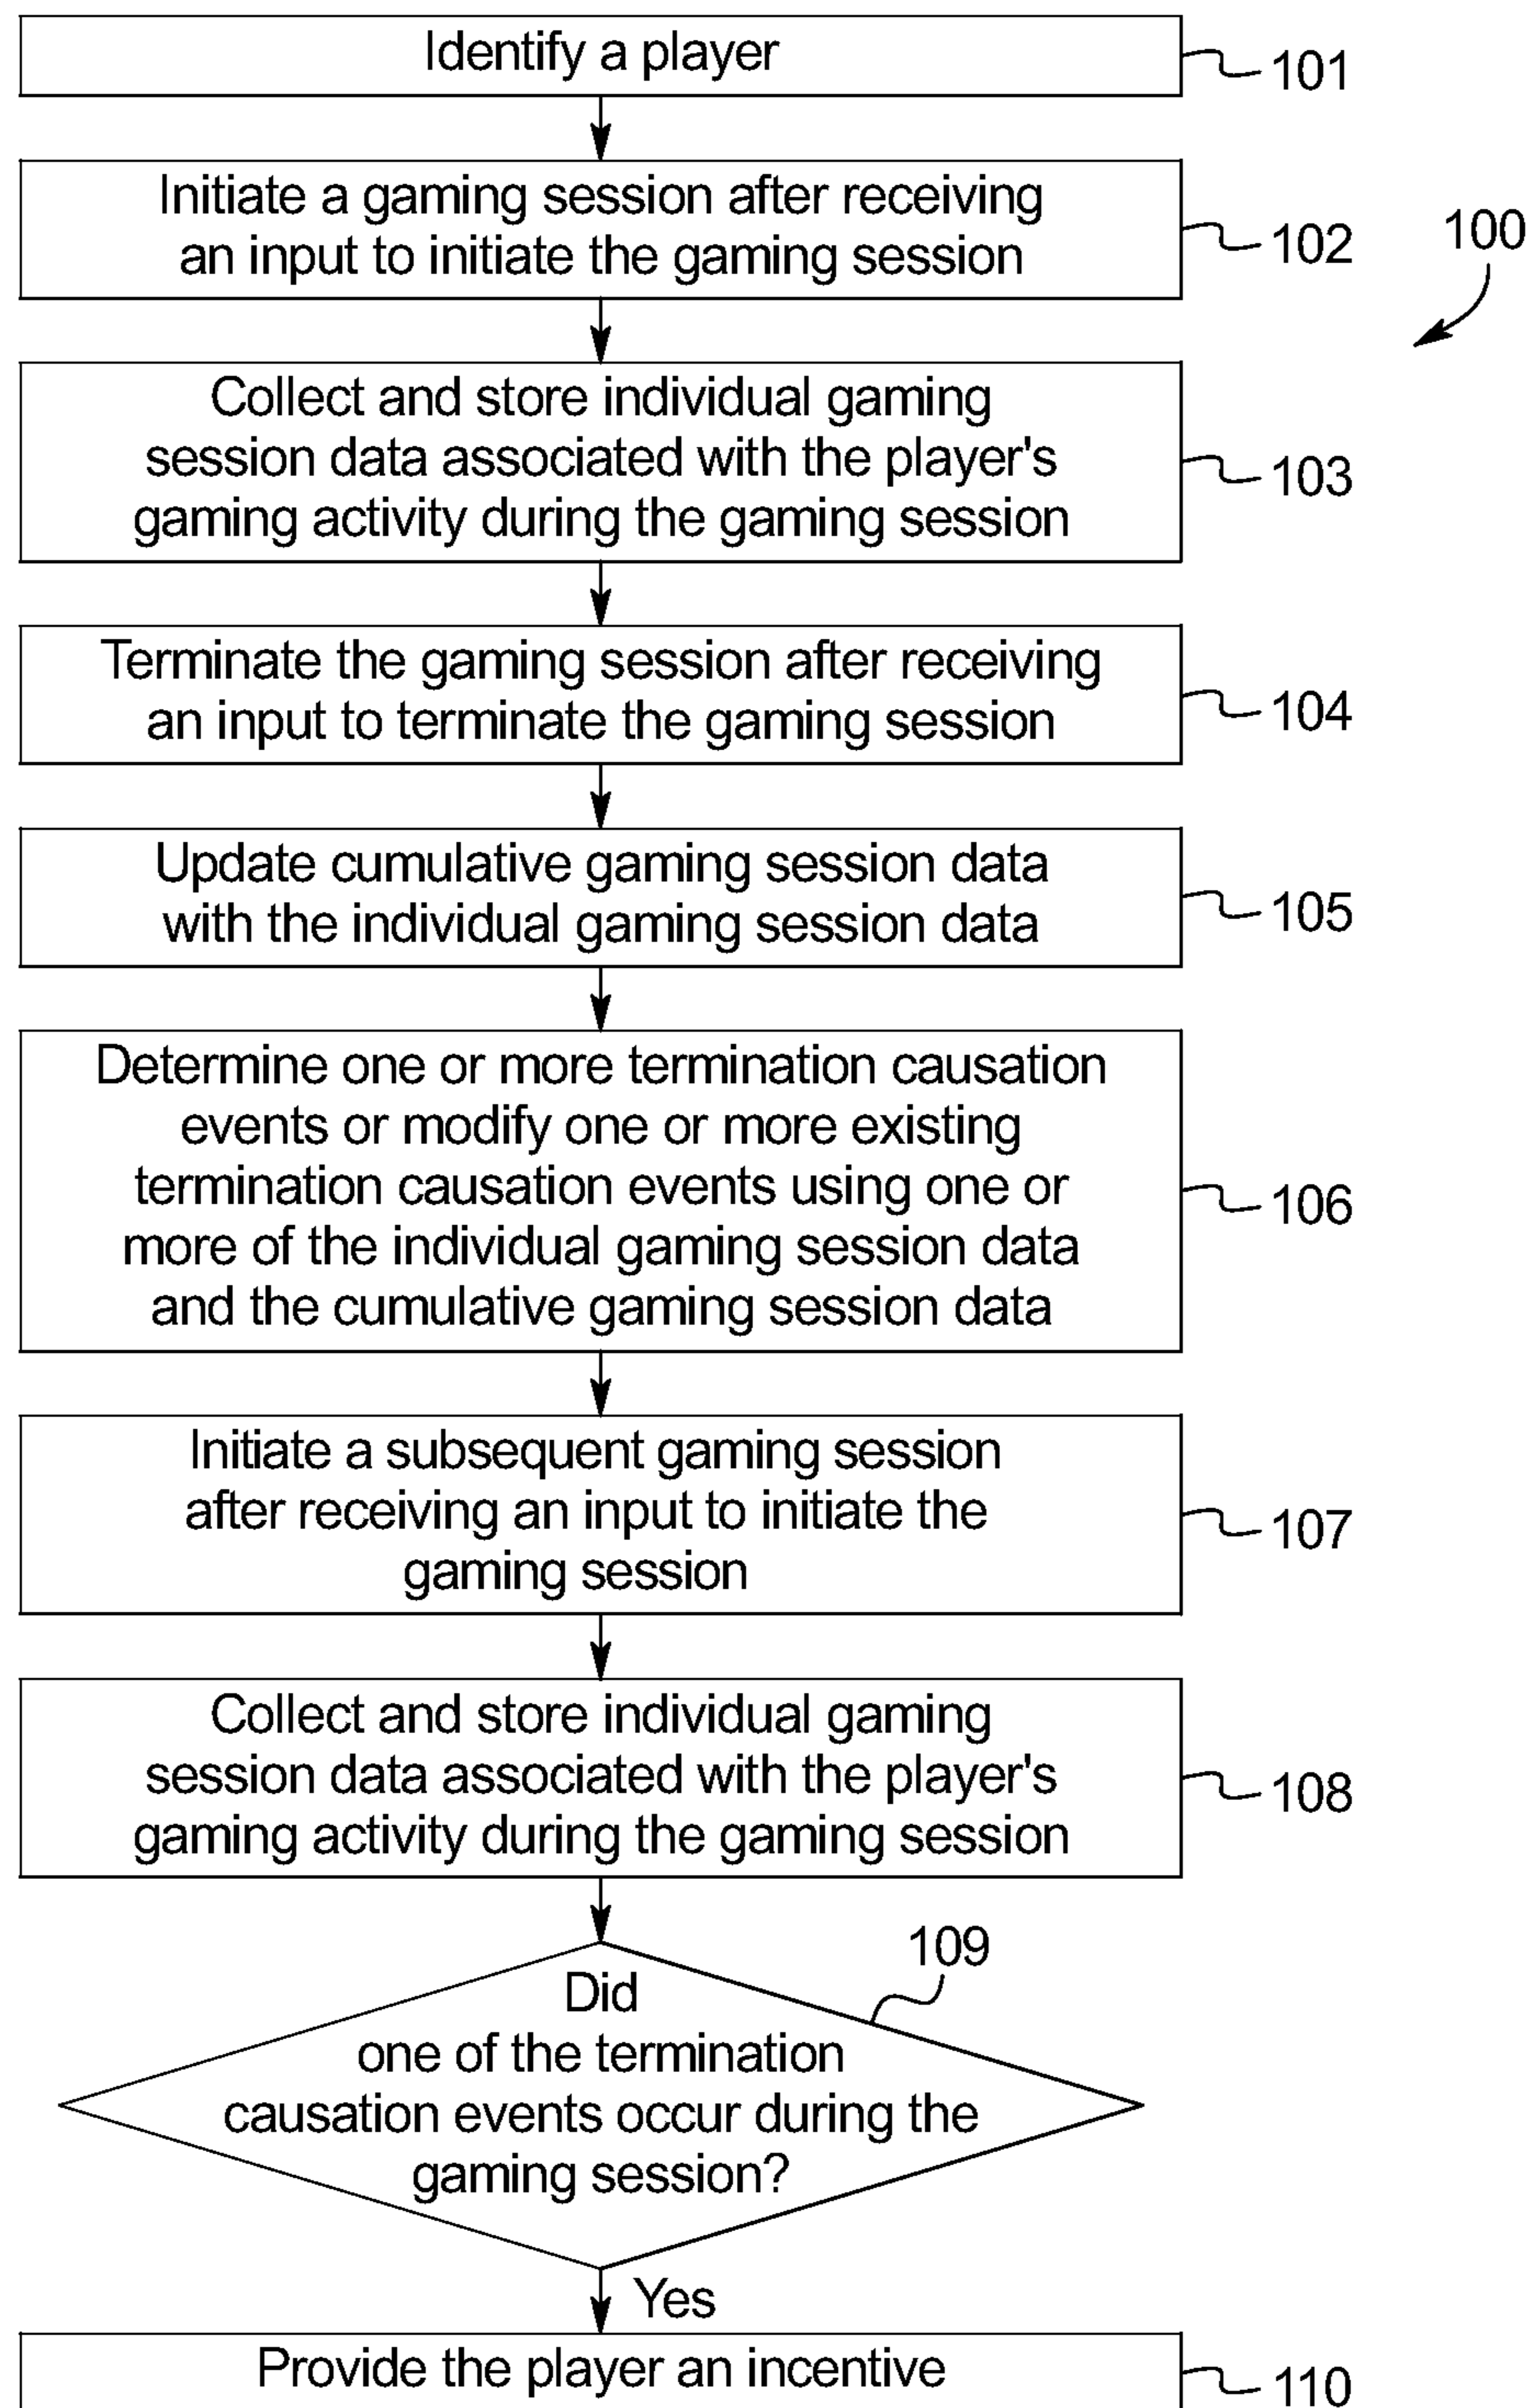 Identify a player
101
Initiate a gaming session after receiving
an input to initiate the gaming session
102
100
Collect and store individual gaming
session data associated with the player's
gaming activity during the gaming session
103
Terminate the gaming session after receiving
an input to terminate the gaming session
104
Update cumulative gaming session data
with the individual gaming session data
105
Determine one or more termination causation
events or modify one or more existing
termination causation events using one or
more of the individual gaming session data
and the cumulative gaming session data
106
Initiate a subsequent gaming session
after receiving an input to initiate the
gaming session
107
Collect and store individual gaming
session data associated with the player's
gaming activity during the gaming session
108
109
Did
one of the termination
causation events occur during the
gaming session?
Yes
Provide the player an incentive
110